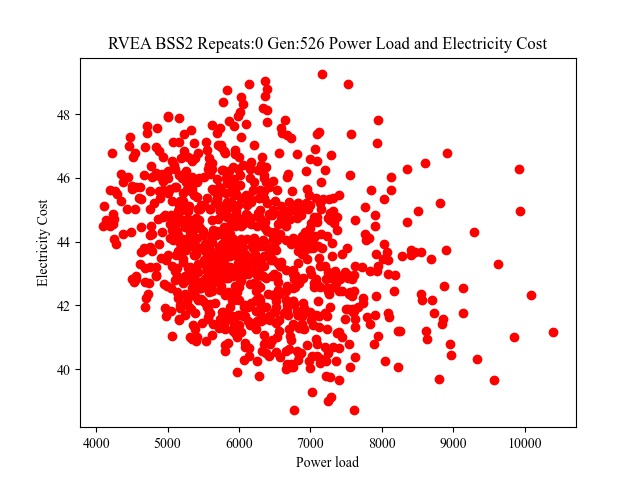 RVEA BSS2 Repeats:0 Gen:526 Power Load and Electricity Cost
48
46
44
42
40
Electricity Cost
4000 5000 6000 7000 8000 9000 10000
Power load